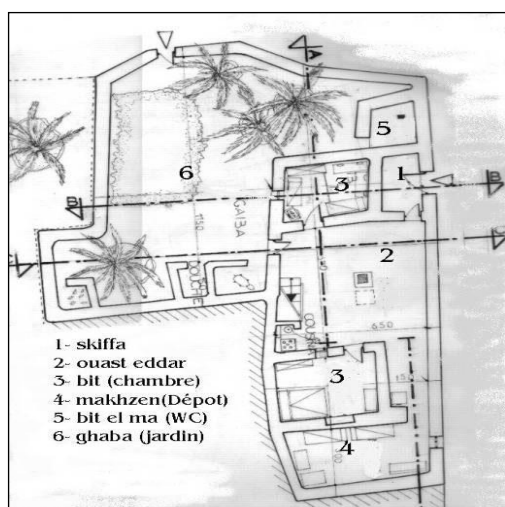 A
5
B
3
1
B
6
GAIBA
2
1- skiffa
2- ouast eddar
3- bit (chambre)
4- makhzen(Dépot)
5- bit el ma (WC)
6- ghaba (jardin)
650
3
4